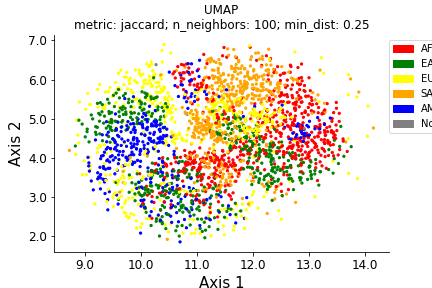 UMAP
metric: jaccard; n_neighbors: 100; min_dist: 0.25
7.0
6.0
5.0
4.0
3.0
2.0
Axis 2
9.0 10.0 11.0 12.0 13.0 14.0
Axis 1
AF
EA
EU
SA
AM
No